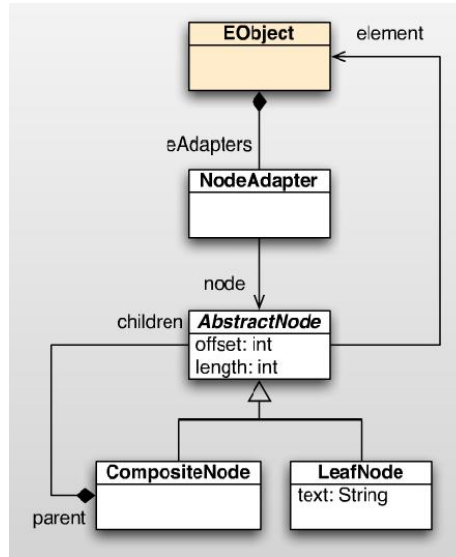 EObject
element
eAdapters
NodeAdapter
node
children
AbstractNode
offset: int
length: int
CompositeNode
LeafNode
text: String
parent